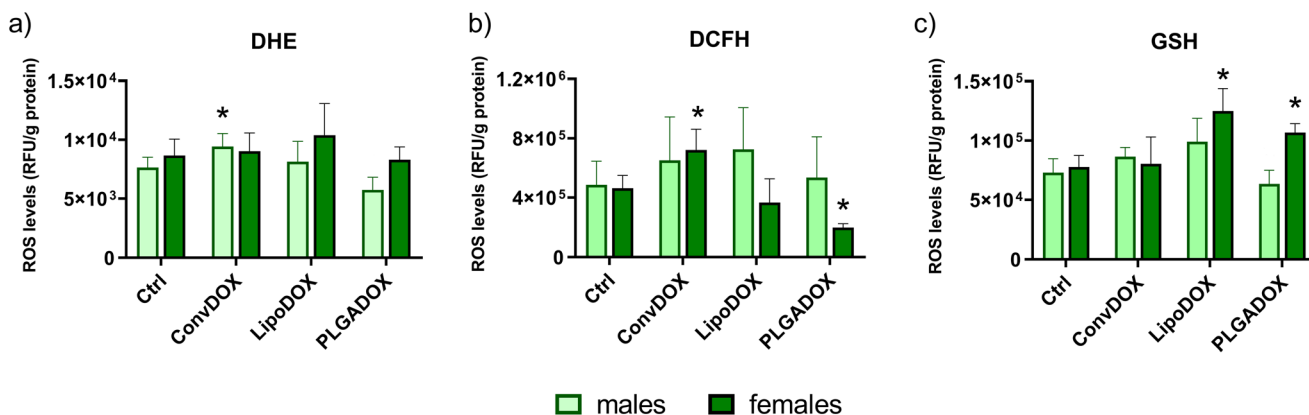 a)
DHE
ROS levels (RFU/g protein)
1.5×10⁴
1×10⁴
5×10³
0
*
Ctrl
ConvDOX
LipoDOX
PLGADOX
b)
DCFH
ROS levels (RFU/g protein)
1.2×10⁶
8×10⁵
4×10⁵
0
*
*
Ctrl
ConvDOX
LipoDOX
PLGADOX
c)
GSH
ROS levels (RFU/g protein)
1.5×10⁵
1×10⁵
5×10⁴
0
*
*
Ctrl
ConvDOX
LipoDOX
PLGADOX
males
females